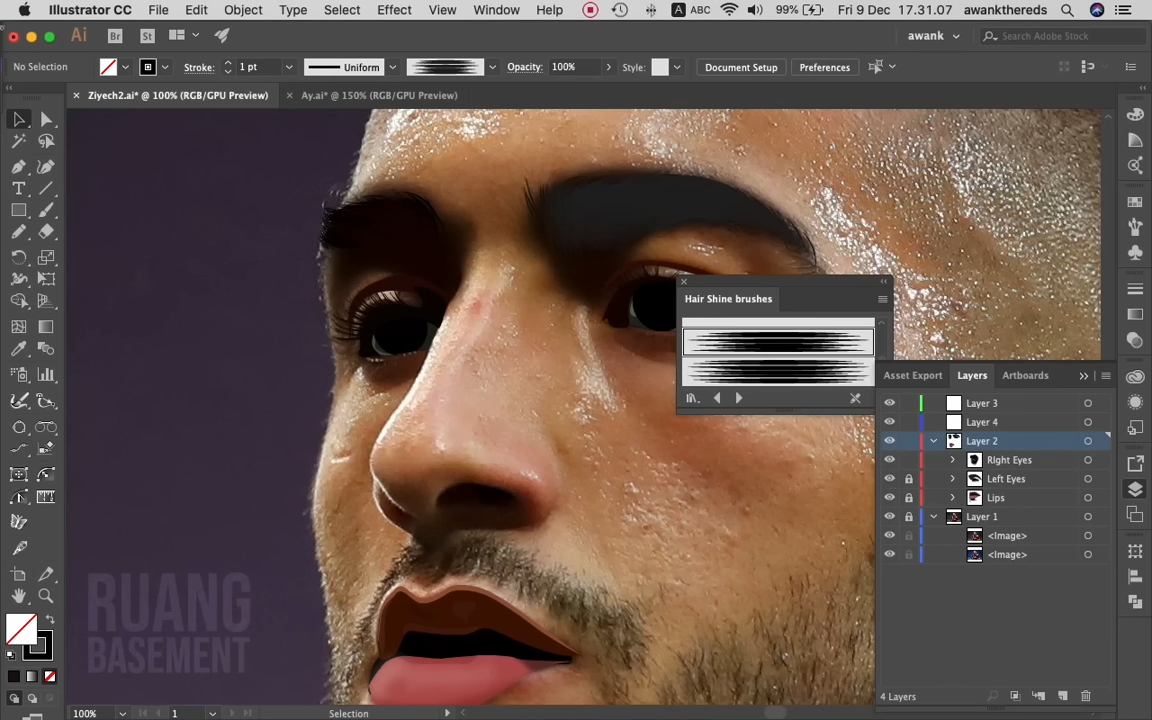 Illustrator CC File Edit Object Type Select Effect View Window Help A ABC 99% Fri 9 Dec 17.31.07 awankthereds
Ai Br St awank Search Adobe Stock
No Selection Stroke: 1 pt Uniform Opacity: 100% Style: Document Setup Preferences
Ziyech2.ai* @ 100% (RGB/GPU Preview) Ay.ai* @ 150% (RGB/GPU Preview)
Hair Shine brushes
Asset Export Layers Artboards
Layer 3
Layer 4
Layer 2
RIght Eyes
Left Eyes
Lips
Layer 1
<Image>
<Image>
RUANG
BASEMENT
4 Layers
100% 1 Selection